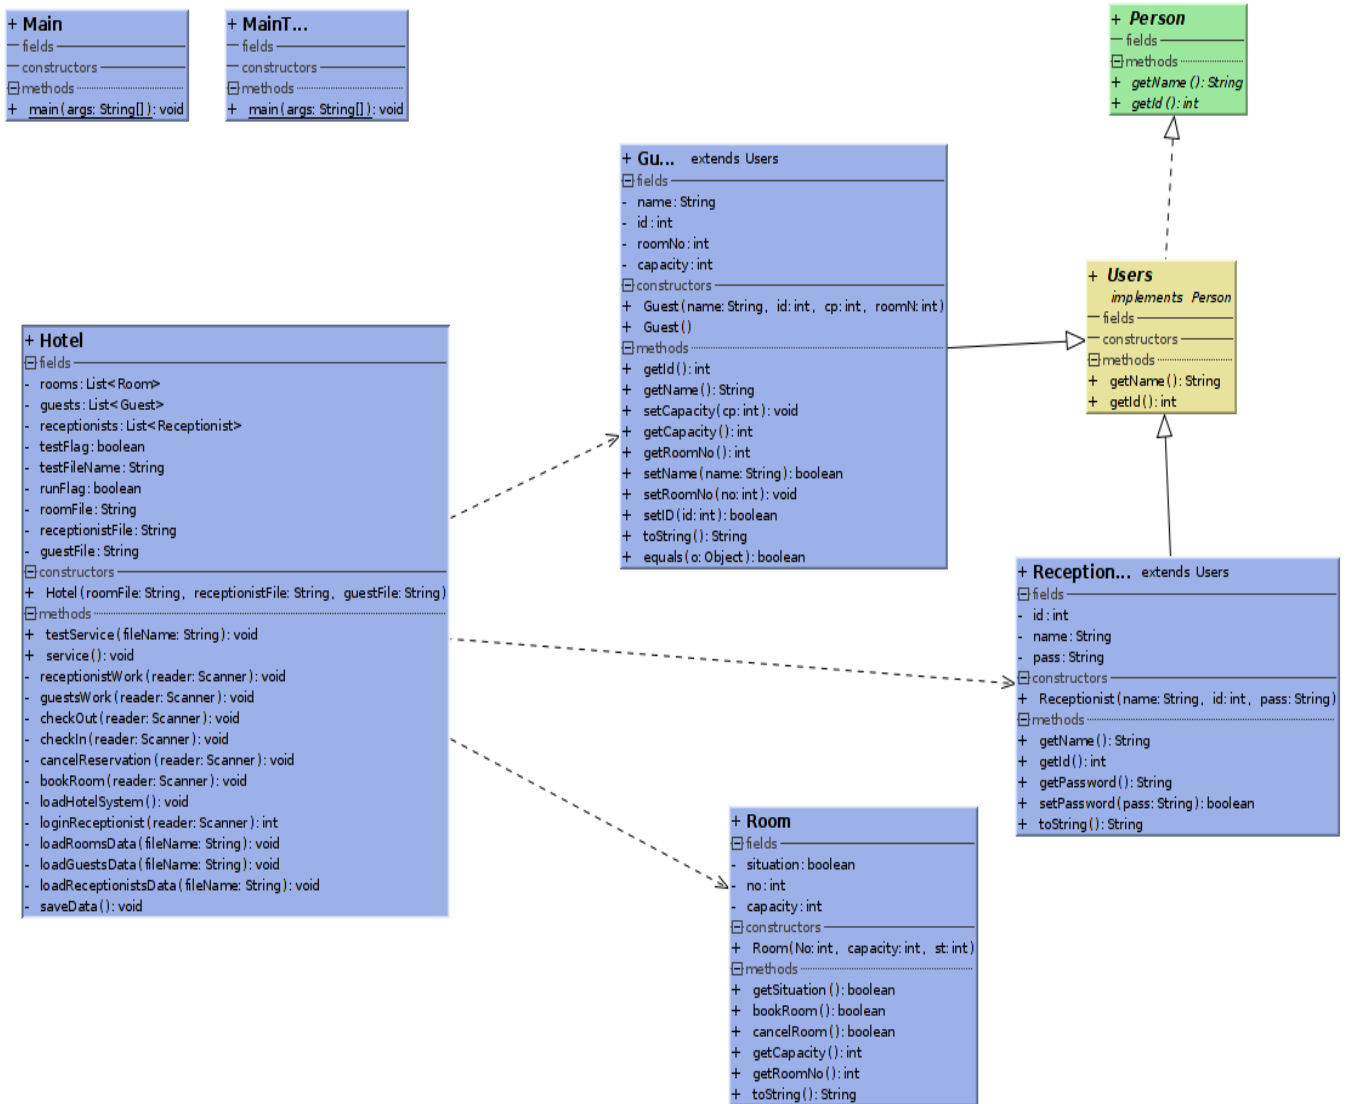 + Main
fields
constructors
methods
+ main(args: String[]): void
+ MainT...
fields
constructors
methods
+ main(args: String[]): void
+ Person
fields
methods
+ getName(): String
+ getId(): int
+ Gu... extends Users
fields
- name: String
- id: int
- roomNo: int
- capacity: int
constructors
+ Guest(name: String, id: int, cp: int, roomN: int)
+ Guest()
methods
+ getId(): int
+ getName(): String
+ setCapacity(cp: int): void
+ getCapacity(): int
+ getRoomNo(): int
+ setName(name: String): boolean
+ setRoomNo(no: int): void
+ setID(id: int): boolean
+ toString(): String
+ equals(o: Object): boolean
+ Users
implements Person
fields
constructors
methods
+ getName(): String
+ getId(): int
+ Hotel
fields
- rooms: List<Room>
- guests: List<Guest>
- receptionists: List<Receptionist>
- testFlag: boolean
- testFileName: String
- runFlag: boolean
- roomFile: String
- receptionistFile: String
- guestFile: String
constructors
+ Hotel(roomFile: String, receptionistFile: String, guestFile: String)
methods
+ testService(fileName: String): void
+ service(): void
- receptionistWork(reader: Scanner): void
- guestsWork(reader: Scanner): void
- checkOut(reader: Scanner): void
- checkIn(reader: Scanner): void
- cancelReservation(reader: Scanner): void
- bookRoom(reader: Scanner): void
- loadHotelSystem(): void
- loginReceptionist(reader: Scanner): int
- loadRoomsData(fileName: String): void
- loadGuestsData(fileName: String): void
- loadReceptionistsData(fileName: String): void
- saveData(): void
+ Reception... extends Users
fields
- id: int
- name: String
- pass: String
constructors
+ Receptionist(name: String, id: int, pass: String)
methods
+ getName(): String
+ getId(): int
+ getPassword(): String
+ setPassword(pass: String): boolean
+ toString(): String
+ Room
fields
- situation: boolean
- no: int
- capacity: int
constructors
+ Room(No: int, capacity: int, st: int)
methods
+ getSituation(): boolean
+ bookRoom(): boolean
+ cancelRoom(): boolean
+ getCapacity(): int
+ getRoomNo(): int
+ toString(): String